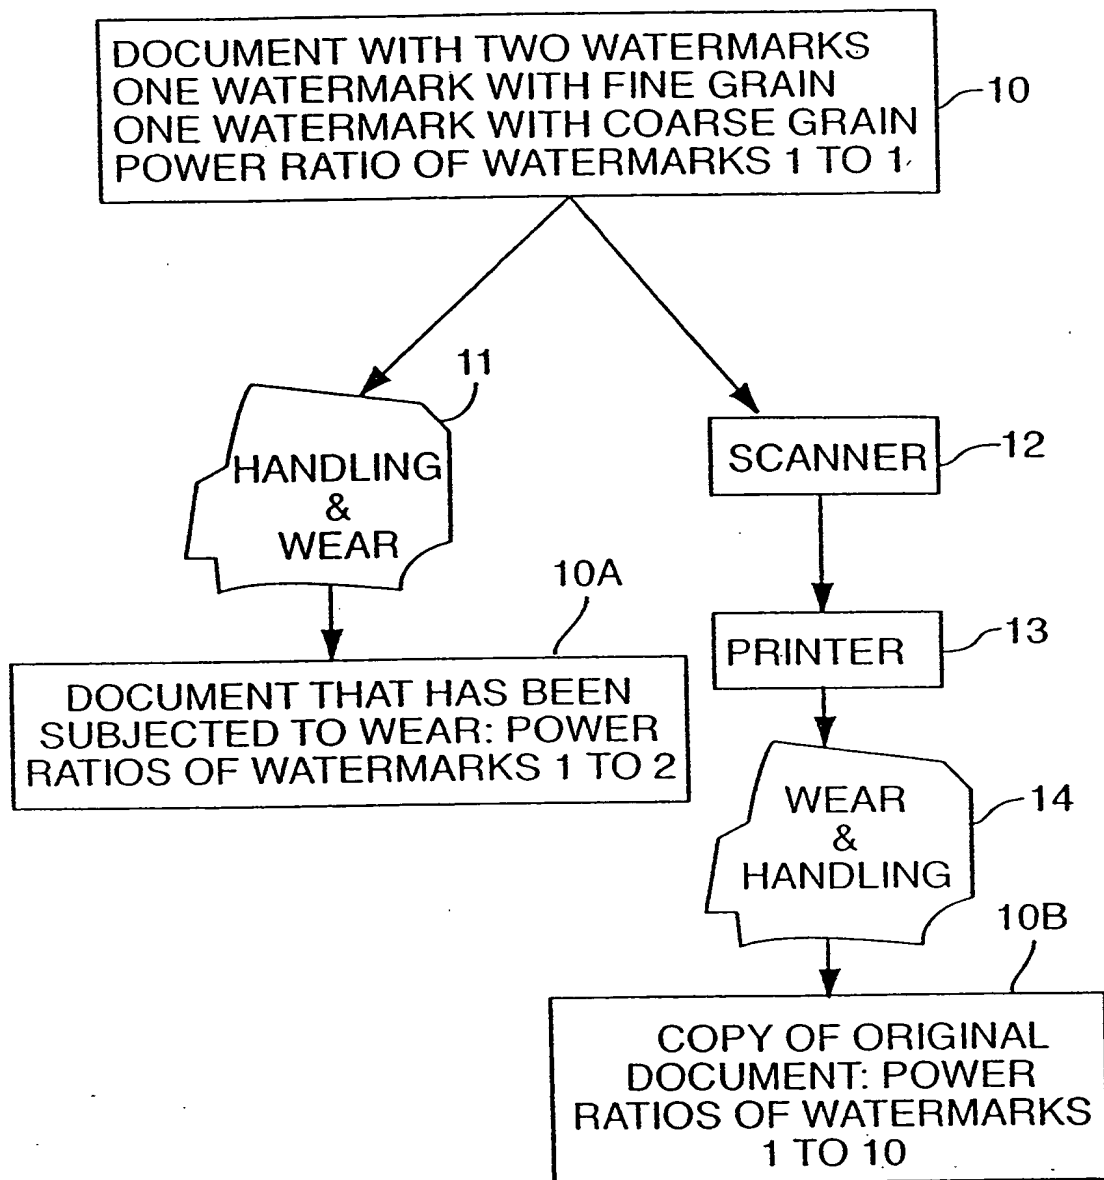 DOCUMENT WITH TWO WATERMARKS
ONE WATERMARK WITH FINE GRAIN
ONE WATERMARK WITH COARSE GRAIN
POWER RATIO OF WATERMARKS 1 TO 1
10
11
HANDLING
&
WEAR
SCANNER
12
10A
PRINTER
13
DOCUMENT THAT HAS BEEN
SUBJECTED TO WEAR: POWER
RATIOS OF WATERMARKS 1 TO 2
WEAR
&
HANDLING
14
10B
COPY OF ORIGINAL
DOCUMENT: POWER
RATIOS OF WATERMARKS
1 TO 10